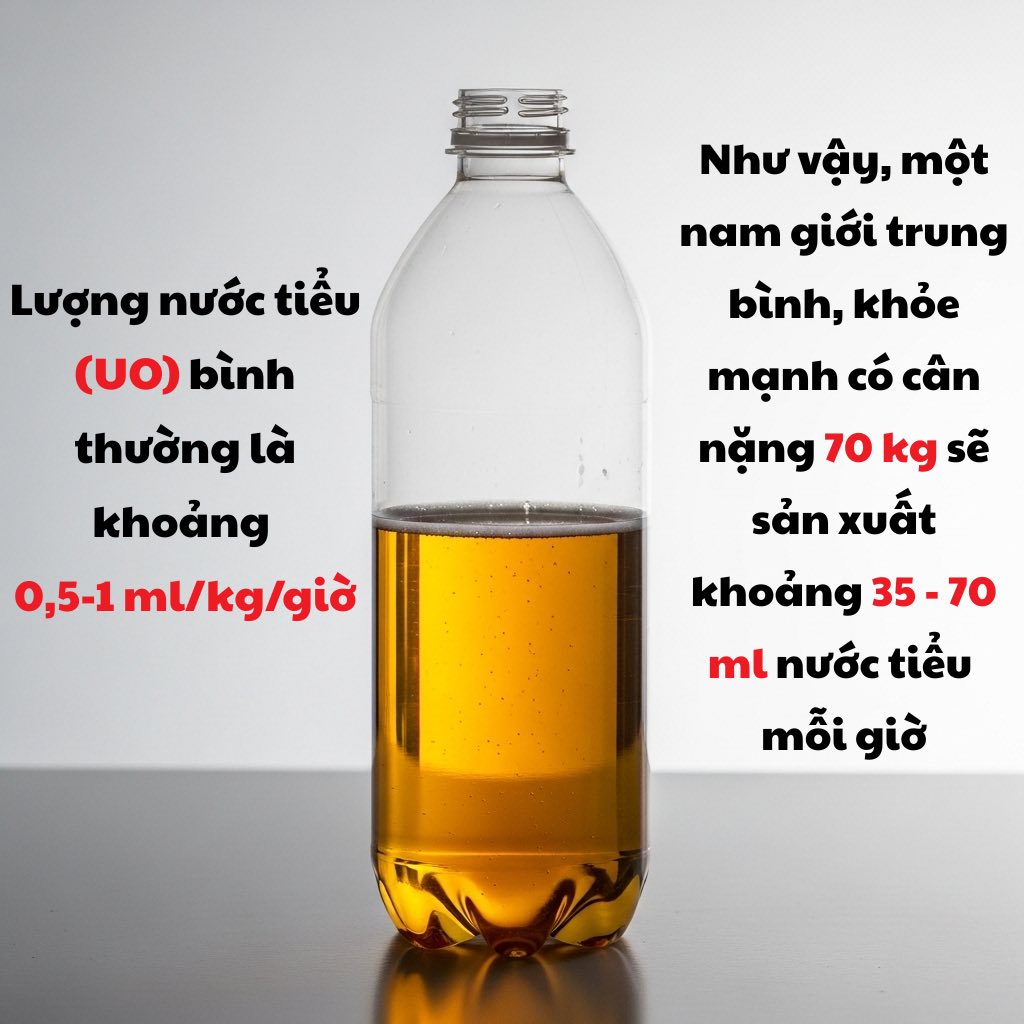 Lượng nước tiểu
(UO) bình
thường là
khoảng
0,5-1 ml/kg/giờ
Như vậy, một
nam giới trung
bình, khỏe
mạnh có cân
nặng 70 kg sẽ
sản xuất
khoảng 35 - 70
ml nước tiểu
mỗi giờ